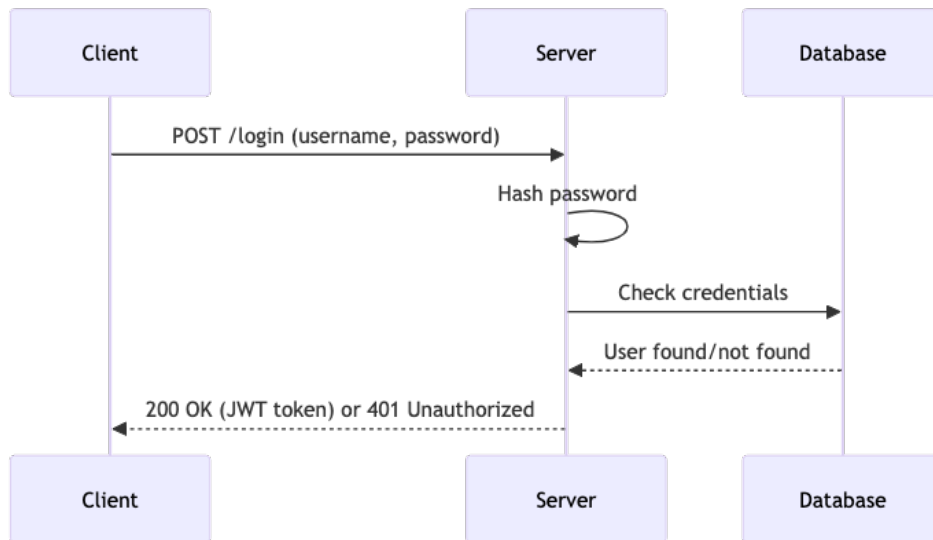 Client Server Database
POST /login (username, password)
Hash password
Check credentials
User found/not found
200 OK (JWT token) or 401 Unauthorized
Client Server Database